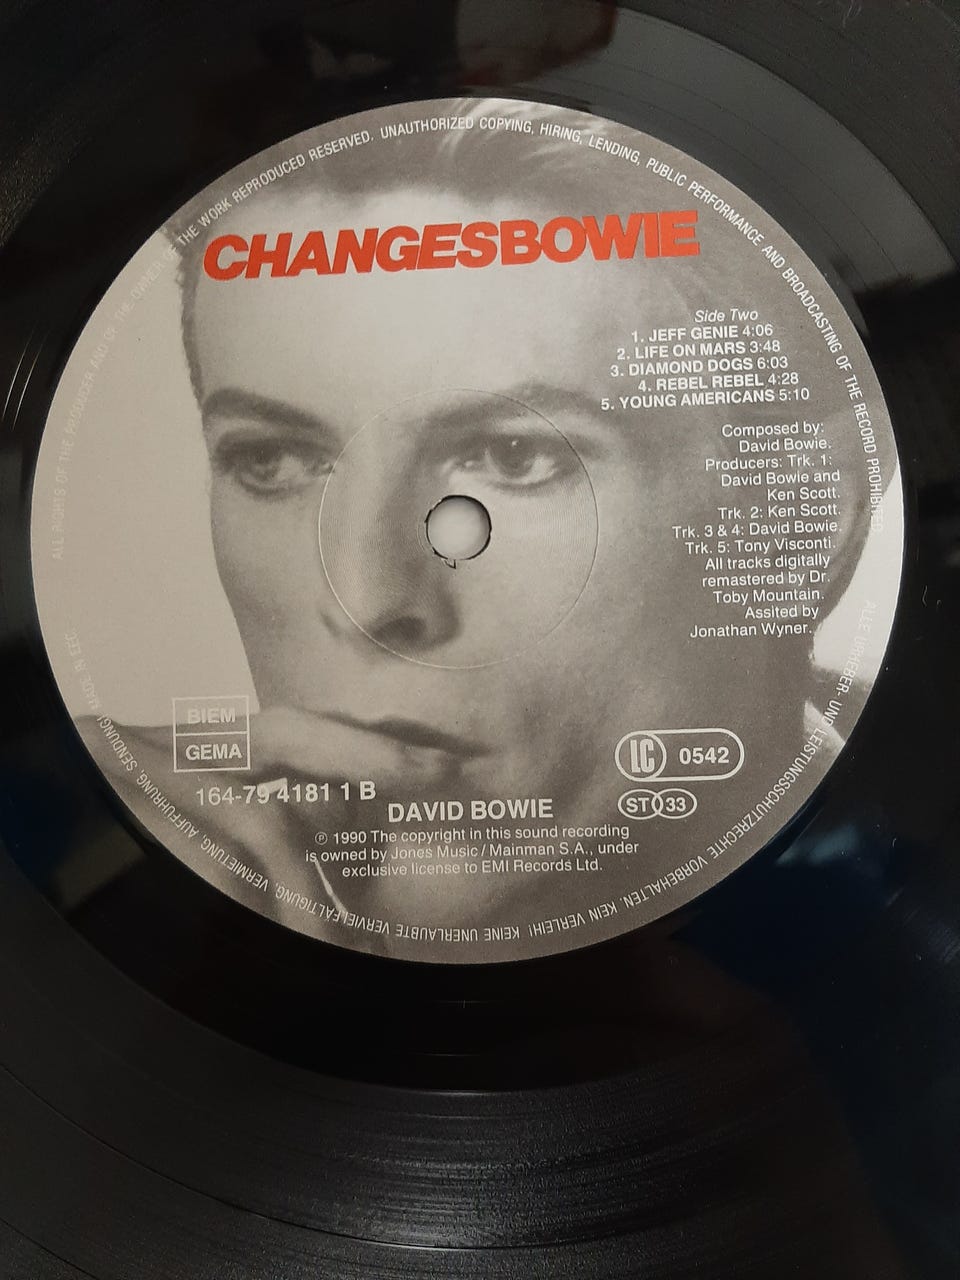 ALL RIGHTS OF THE PRODUCER AND OF THE OWNER OF THE WORK REPRODUCED RESERVED. UNAUTHORIZED COPYING, HIRING, LENDING, PUBLIC PERFORMANCE AND BROADCASTING OF THE RECORD PROHIBITED
CHANGESBOWIE
Side Two
1. JEFF GENIE 4:06
2. LIFE ON MARS 3:48
3. DIAMOND DOGS 6:03
4. REBEL REBEL 4:28
5. YOUNG AMERICANS 5:10
Composed by:
David Bowie.
Producers: Trk. 1:
David Bowie and
Ken Scott.
Trk. 2: Ken Scott.
Trk. 3 & 4: David Bowie.
Trk. 5: Tony Visconti.
All tracks digitally
remastered by Dr.
Toby Mountain.
Assited by
Jonathan Wyner.
BIEM
GEMA
LC 0542
164-79 4181 1 B
ST 33
DAVID BOWIE
Ⓟ 1990 The copyright in this sound recording
is owned by Jones Music / Mainman S.A., under
exclusive license to EMI Records Ltd.
ALLE URHEBER- UND LEISTUNGSSCHUTZRECHTE VORBEHALTEN. KEIN VERLEIH! KEINE UNERLAUBTE VERVIELFÄLTIGUNG, VERMIETUNG, AUFFÜHRUNG, SENDUNG! MADE IN EEC